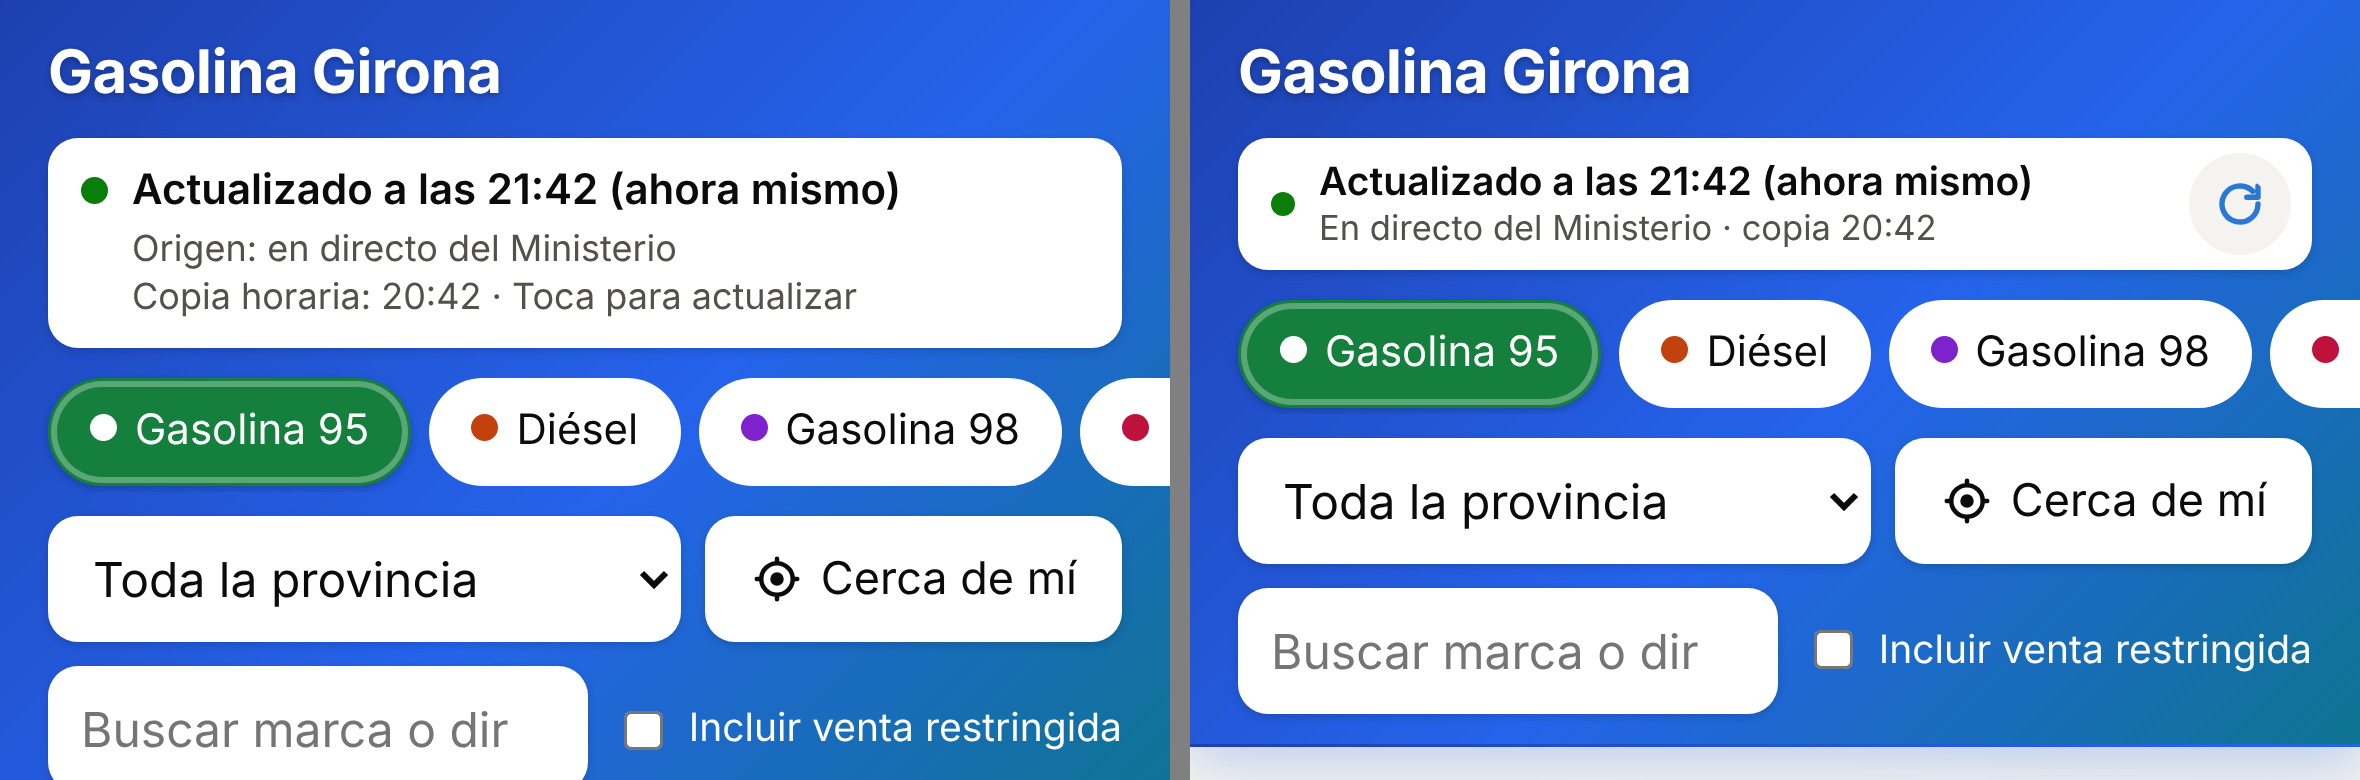 Gasolina Girona
Actualizado a las 21:42 (ahora mismo)
Origen: en directo del Ministerio
Copia horaria: 20:42 · Toca para actualizar
Gasolina 95
Diésel
Gasolina 98
Toda la provincia
Cerca de mí
Buscar marca o dir
Incluir venta restringida
Gasolina Girona
Actualizado a las 21:42 (ahora mismo)
En directo del Ministerio · copia 20:42
Gasolina 95
Diésel
Gasolina 98
Toda la provincia
Cerca de mí
Buscar marca o dir
Incluir venta restringida